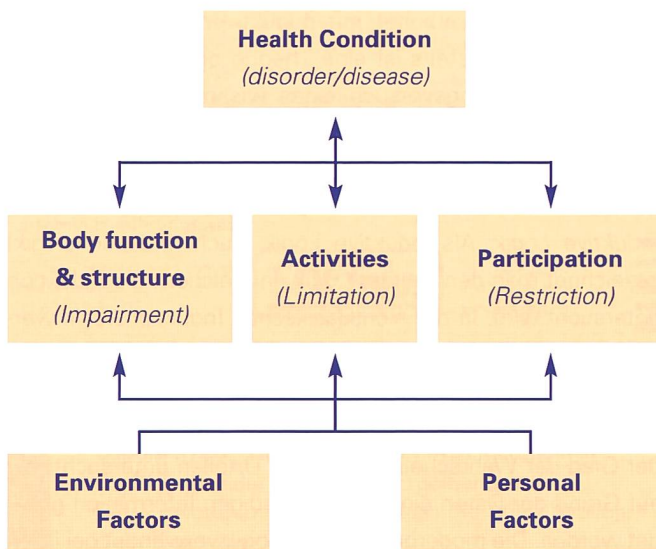 Health Condition
(disorder/disease)
Body function
& structure
(Impairment)
Activities
(Limitation)
Participation
(Restriction)
Environmental
Factors
Personal
Factors